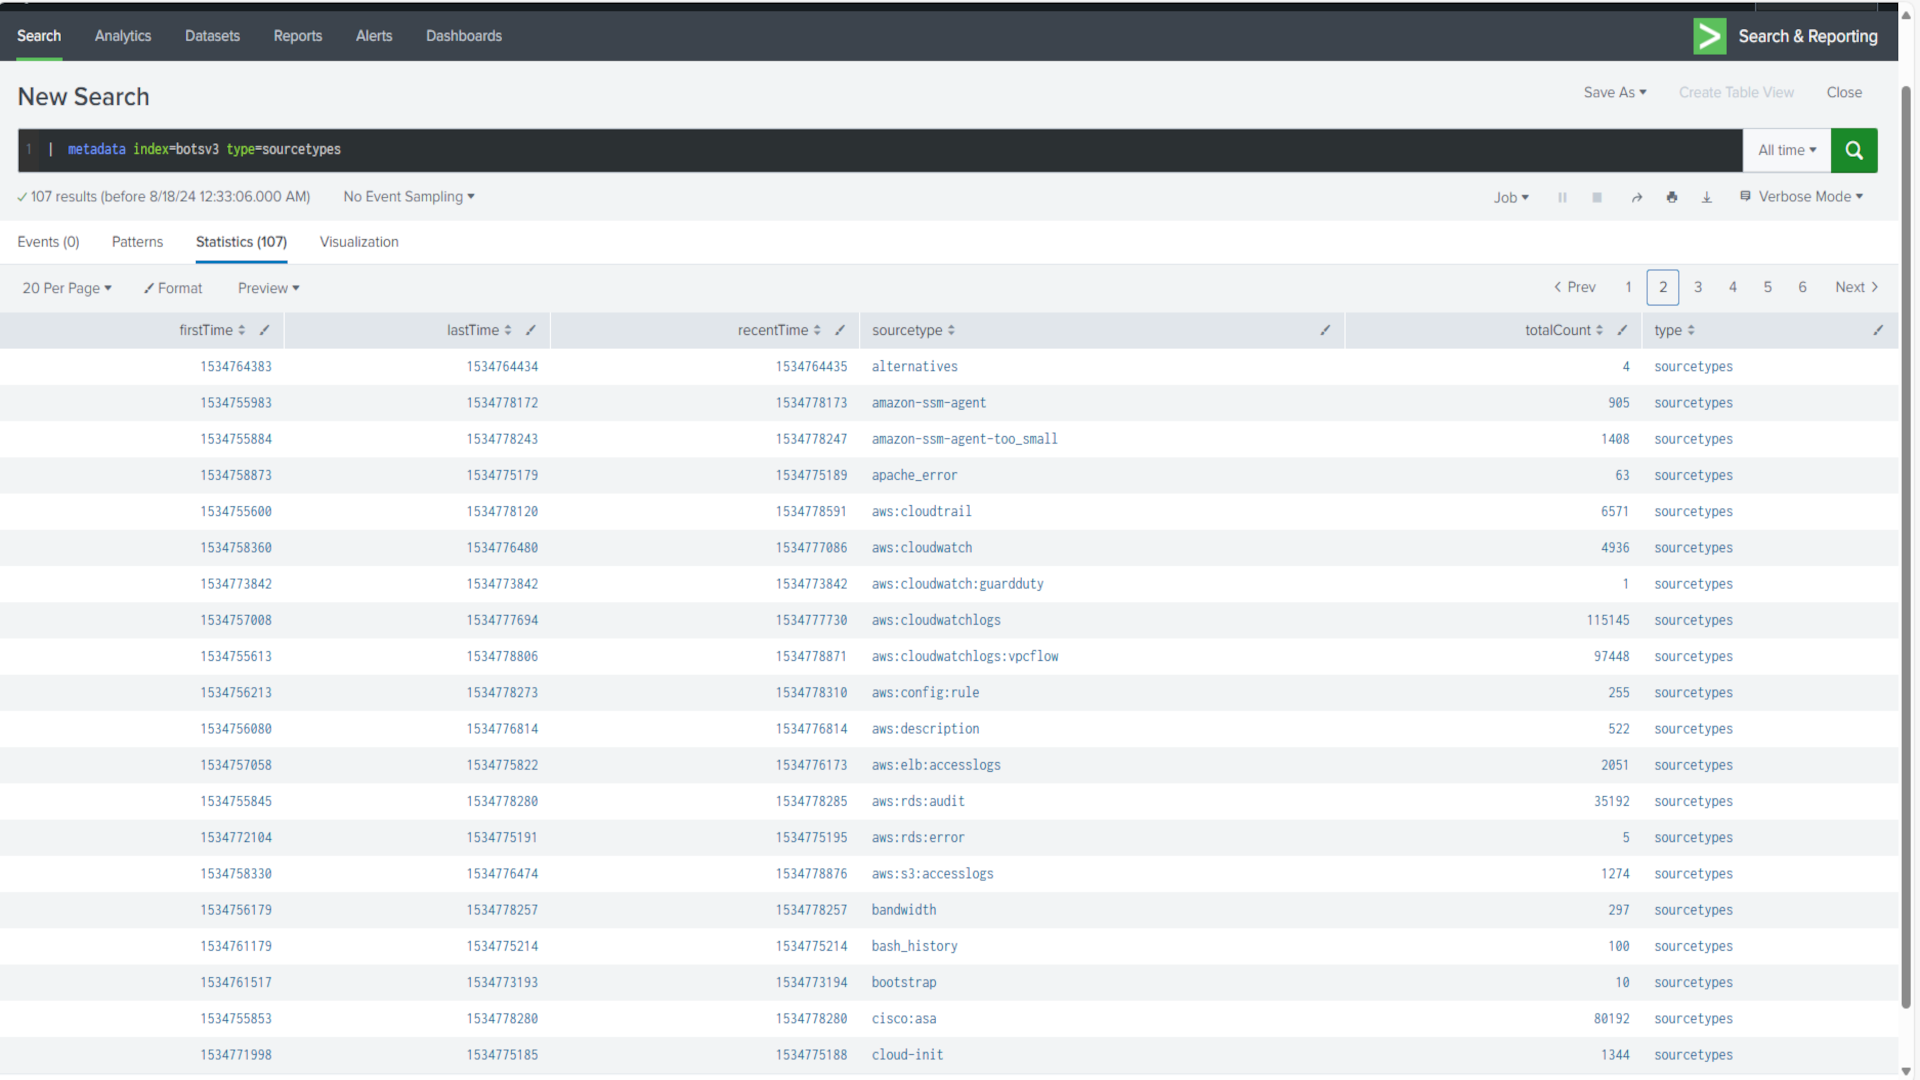 Search Analytics Datasets Reports Alerts Dashboards Search & Reporting
New Search Save As Create Table View Close
1 | metadata index=botsv3 type=sourcetypes All time
107 results (before 8/18/24 12:33:06.000 AM) No Event Sampling Job Verbose Mode
Events (0) Patterns Statistics (107) Visualization
20 Per Page Format Preview Prev 1 2 3 4 5 6 Next
firstTime lastTime recentTime sourcetype totalCount type
1534764383 1534764434 1534764435 alternatives 4 sourcetypes
1534755983 1534778172 1534778173 amazon-ssm-agent 905 sourcetypes
1534755884 1534778243 1534778247 amazon-ssm-agent-too_small 1408 sourcetypes
1534758873 1534775179 1534775189 apache_error 63 sourcetypes
1534755600 1534778120 1534778591 aws:cloudtrail 6571 sourcetypes
1534758360 1534776480 1534777086 aws:cloudwatch 4936 sourcetypes
1534773842 1534773842 1534773842 aws:cloudwatch:guardduty 1 sourcetypes
1534757008 1534777694 1534777730 aws:cloudwatchlogs 115145 sourcetypes
1534755613 1534778806 1534778871 aws:cloudwatchlogs:vpcflow 97448 sourcetypes
1534756213 1534778273 1534778310 aws:config:rule 255 sourcetypes
1534756080 1534776814 1534776814 aws:description 522 sourcetypes
1534757058 1534775822 1534776173 aws:elb:accesslogs 2051 sourcetypes
1534755845 1534778280 1534778285 aws:rds:audit 35192 sourcetypes
1534772104 1534775191 1534775195 aws:rds:error 5 sourcetypes
1534758330 1534776474 1534778876 aws:s3:accesslogs 1274 sourcetypes
1534756179 1534778257 1534778257 bandwidth 297 sourcetypes
1534761179 1534775214 1534775214 bash_history 100 sourcetypes
1534761517 1534773193 1534773194 bootstrap 10 sourcetypes
1534755853 1534778280 1534778280 cisco:asa 80192 sourcetypes
1534771998 1534775185 1534775188 cloud-init 1344 sourcetypes